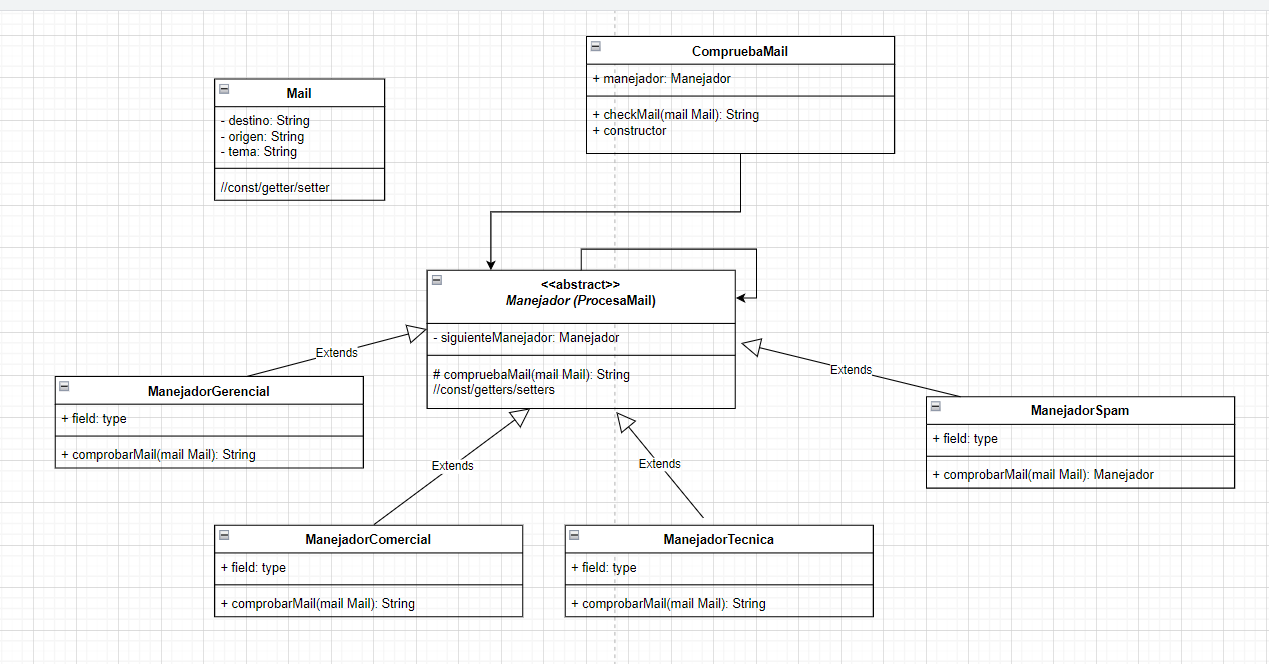 CompruebaMail
+ manejador: Manejador
+ checkMail(mail Mail): String
+ constructor
Mail
- destino: String
- origen: String
- tema: String
//const/getter/setter
<<abstract>>
Manejador (ProcesaMail)
- siguienteManejador: Manejador
# compruebaMail(mail Mail): String
//const/getters/setters
Extends
Extends
ManejadorGerencial
+ field: type
+ comprobarMail(mail Mail): String
ManejadorSpam
+ field: type
+ comprobarMail(mail Mail): Manejador
Extends
Extends
ManejadorComercial
+ field: type
+ comprobarMail(mail Mail): String
ManejadorTecnica
+ field: type
+ comprobarMail(mail Mail): String